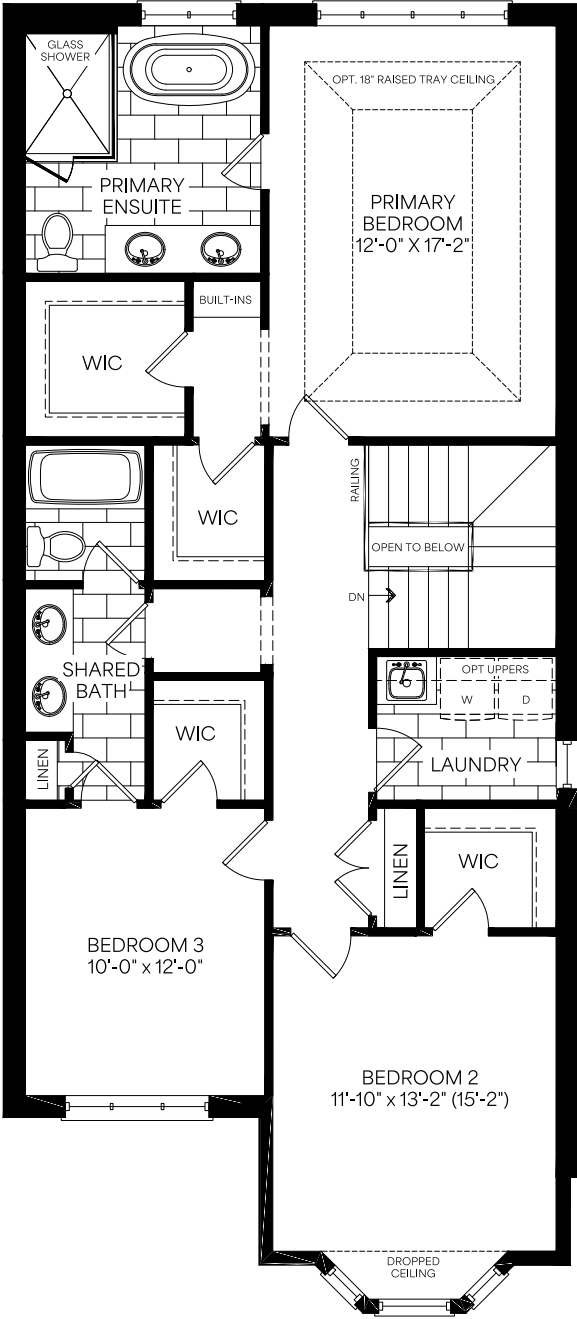 GLASS
SHOWER
OPT. 18" RAISED TRAY CEILING
PRIMARY
ENSUITE
PRIMARY
BEDROOM
12'-0" X 17'-2"
BUILT-INS
WIC
WIC
RAILING
OPEN TO BELOW
DN
SHARED
BATH
OPT UPPERS
W
D
WIC
LINEN
LAUNDRY
LINEN
WIC
BEDROOM 3
10'-0" x 12'-0"
BEDROOM 2
11'-10" x 13'-2" (15'-2")
DROPPED
CEILING